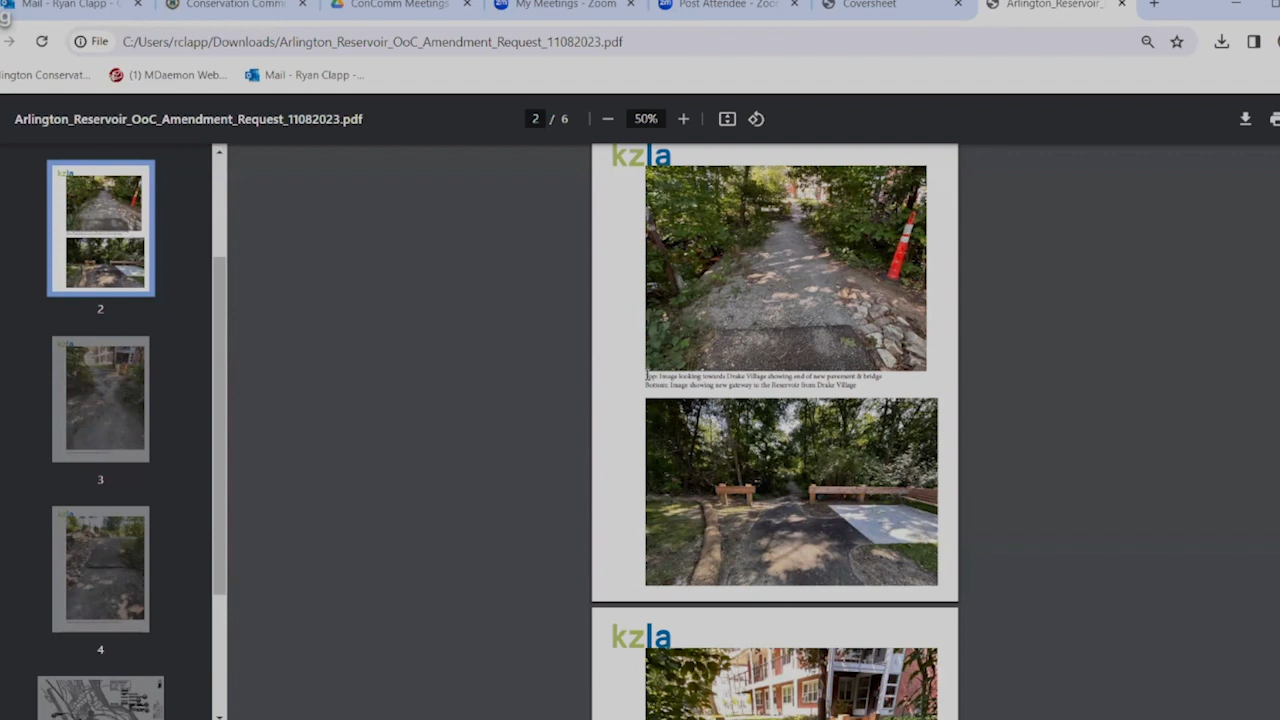 Mail - Ryan Clapp -
Conservation Comm
ConComm Meetings
My Meetings - Zoom
Post Attendee - Zoo
Coversheet
Arlington_Reservoir_
File
C:/Users/rclapp/Downloads/Arlington_Reservoir_OoC_Amendment_Request_11082023.pdf
lington Conservat...
(1) MDaemon Web...
Mail - Ryan Clapp -...
Arlington_Reservoir_OoC_Amendment_Request_11082023.pdf
2 / 6
50%
2
3
4
kzla
Top: Image looking towards Drake Village showing end of new pavement & bridge
Bottom: Image showing new gateway to the Reservoir from Drake Village
kzla